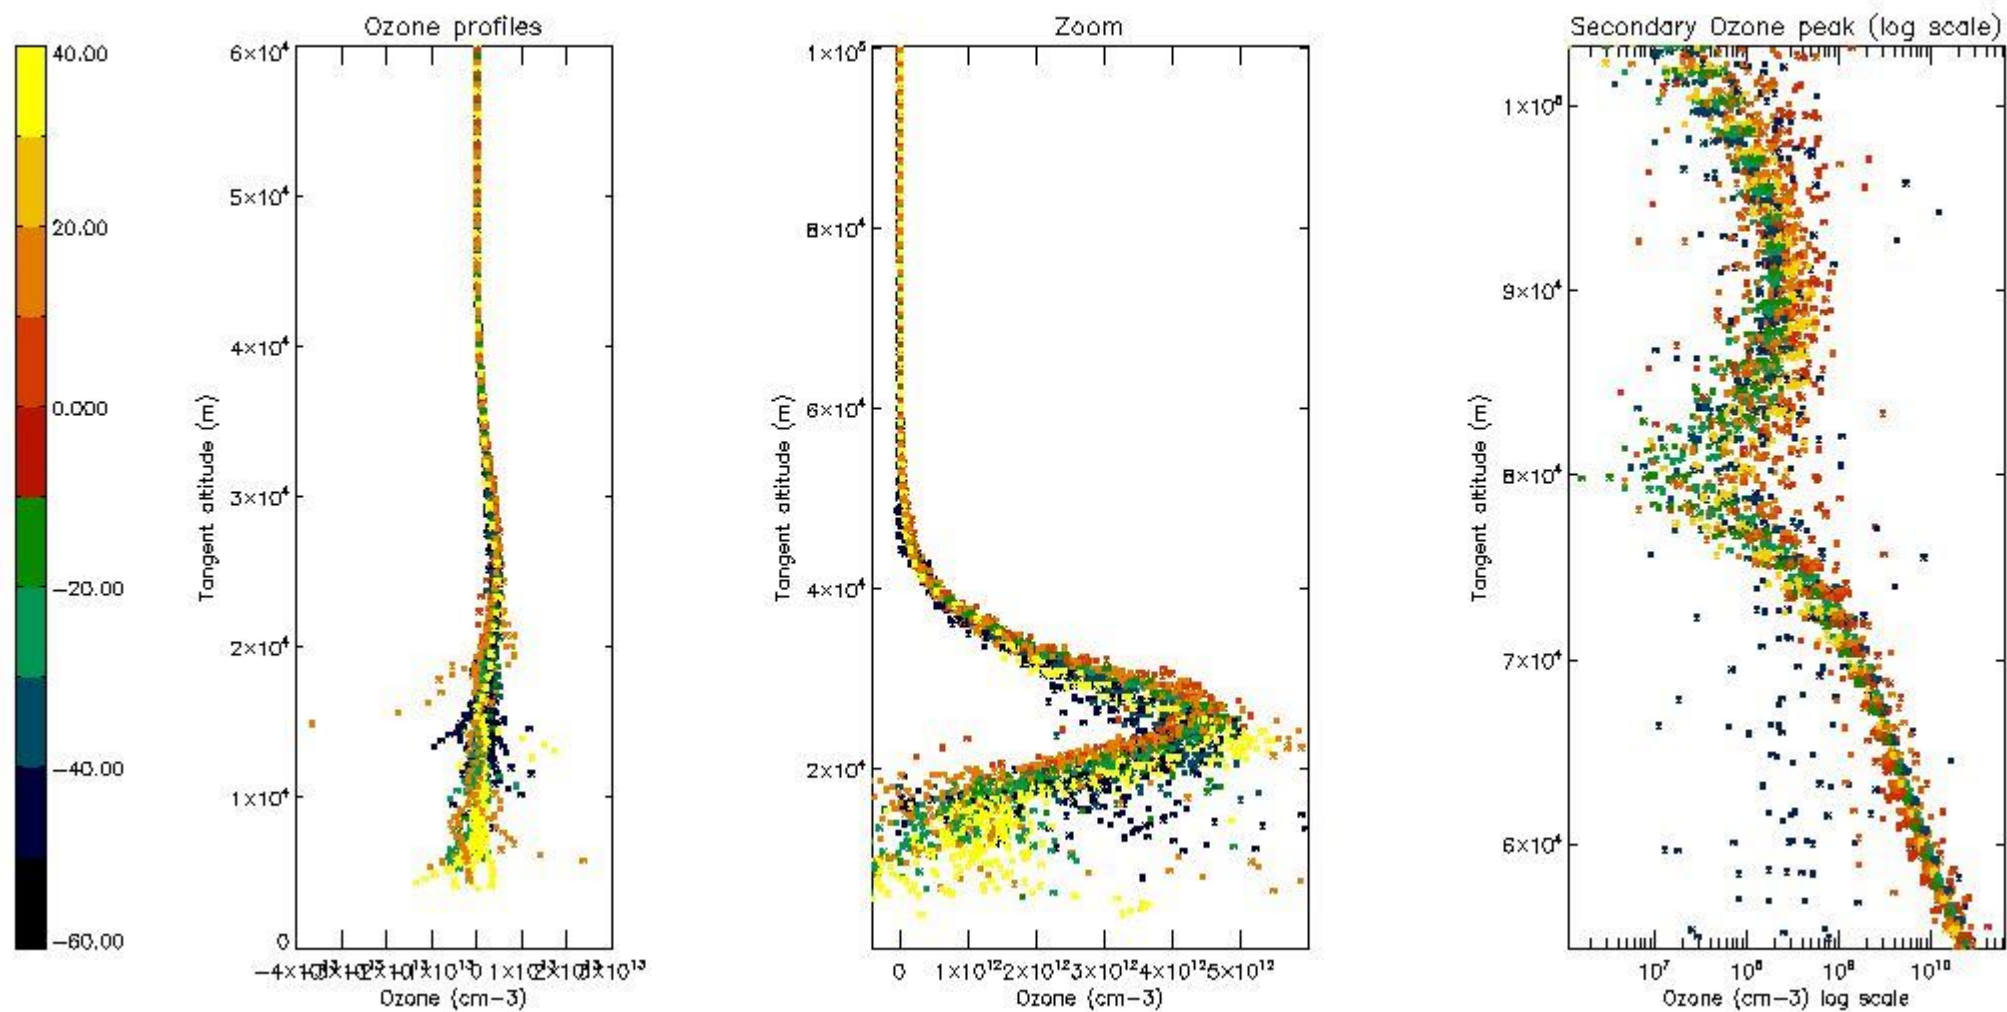 Ozone profiles
Zoom
Secondary Ozone peak (log scale)
40.00
20.00
0.000
−20.00
−40.00
−60.00
6×10⁴
5×10⁴
4×10⁴
3×10⁴
2×10⁴
1×10⁴
0
Tangent altitude (m)
0
Ozone (cm−3)
1×10⁵
8×10⁴
6×10⁴
4×10⁴
2×10⁴
Tangent altitude (m)
0 1×10¹² 2×10¹² 3×10¹² 4×10¹² 5×10¹²
Ozone (cm−3)
9×10⁴
8×10⁴
7×10⁴
6×10⁴
Tangent altitude (m)
10⁷ 10¹⁰
Ozone (cm−3) log scale